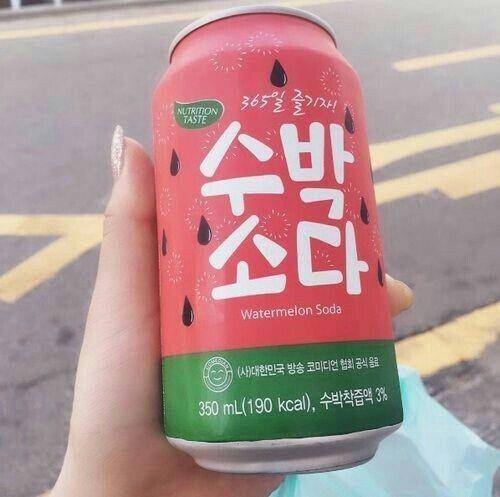 NUTRITION
TASTE
365일 즐기자!
수박
소다
Watermelon Soda
(사)대한민국 방송 코미디언 협회 공식 음료
350 mL(190 kcal), 수박착즙액 3%